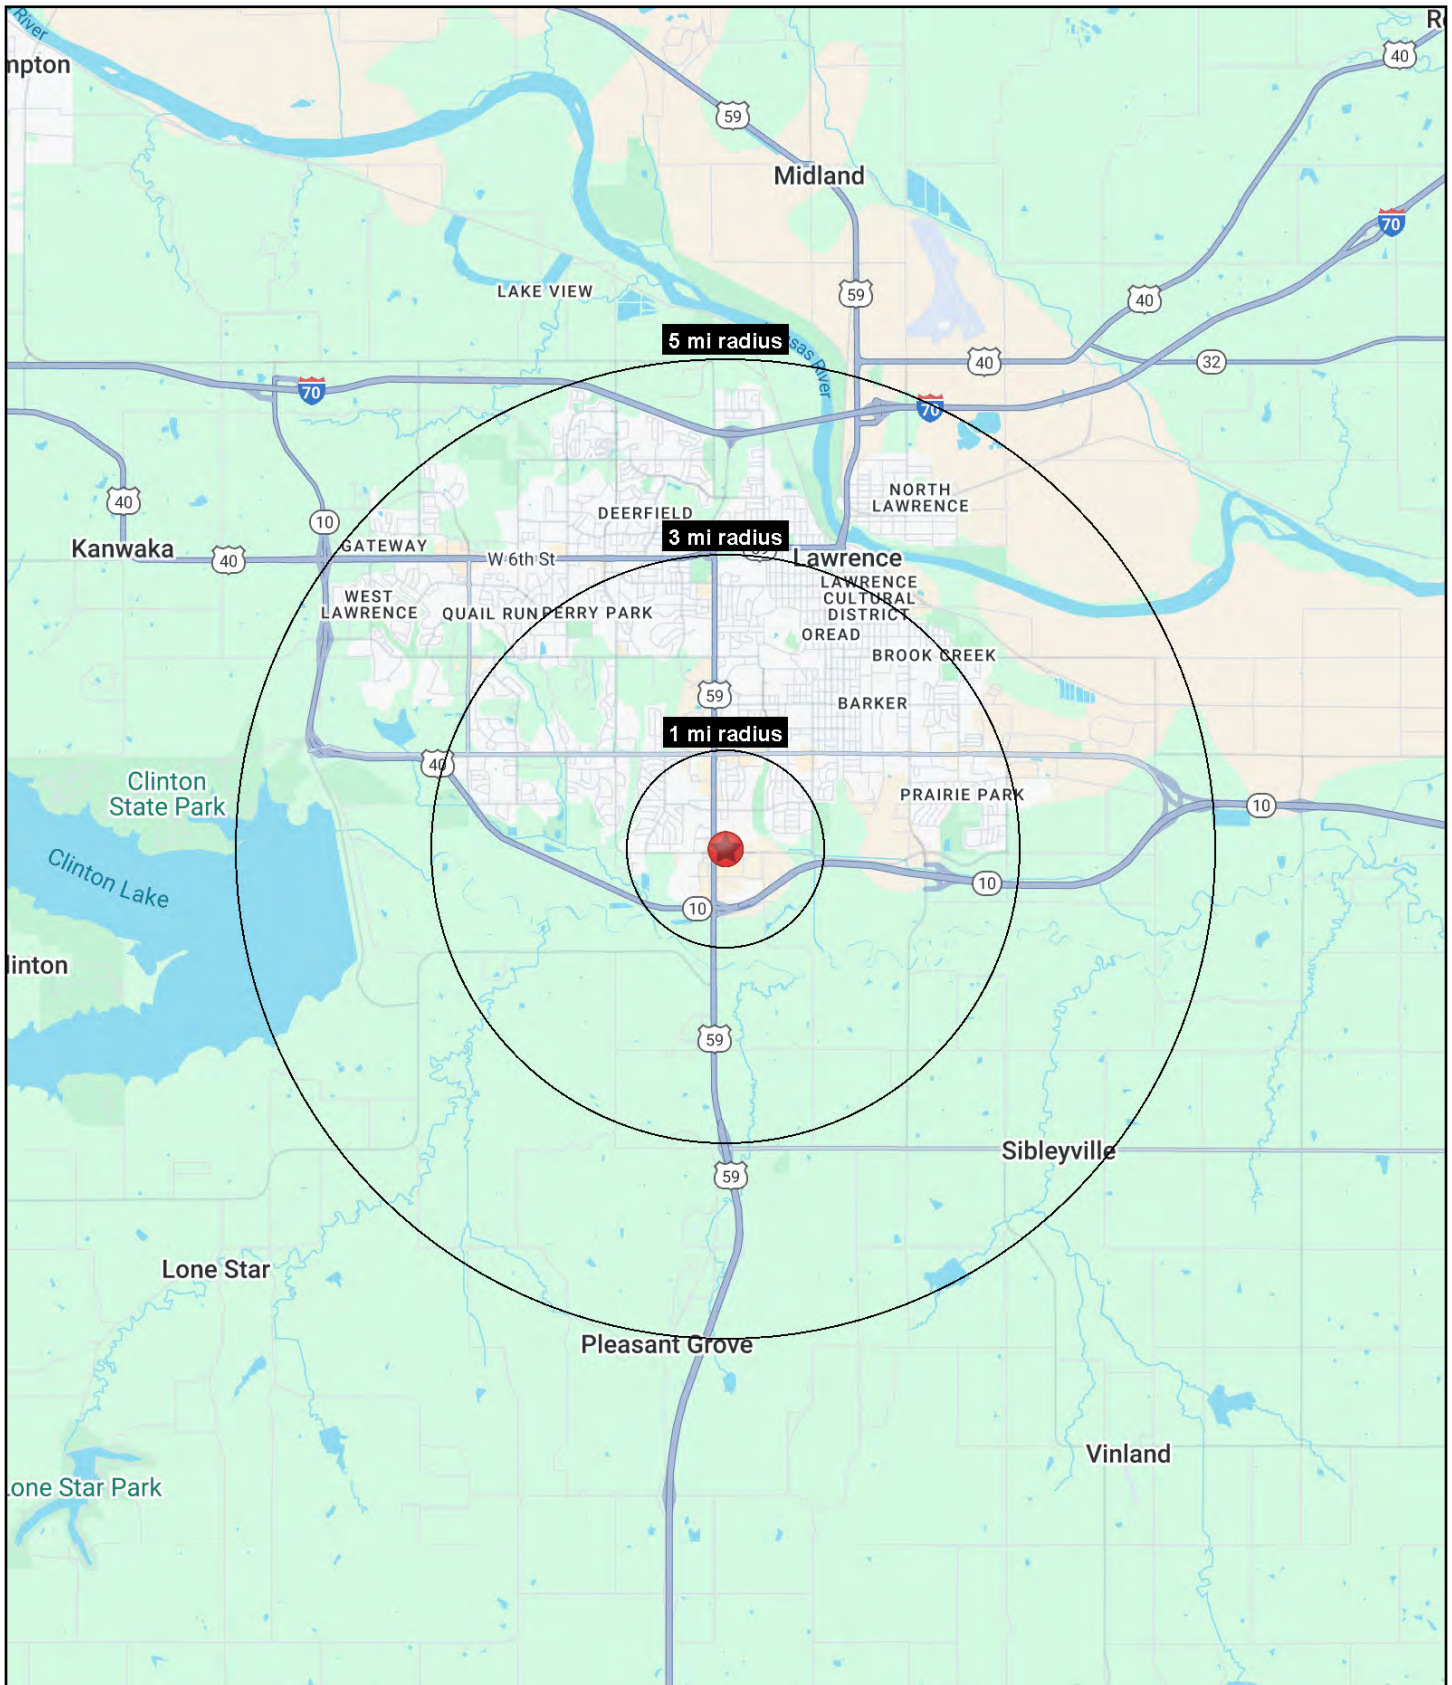 River
R
40
mpton
59
Midland
70
LAKE VIEW
59
40
5 mi radius
sas River
40
32
70
70
40
NORTH
LAWRENCE
DEERFIELD
10
3 mi radius
GATEWAY
Kanwaka
40
W 6th St
59
Lawrence
LAWRENCE
CULTURAL
DISTRICT
WEST
LAWRENCE
QUAIL RUN
PERRY PARK
OREAD
BROOK CREEK
59
BARKER
1 mi radius
40
Clinton
State Park
PRAIRIE PARK
10
Clinton Lake
10
10
linton
59
Sibleyville
59
Lone Star
Pleasant Grove
Vinland
Lone Star Park